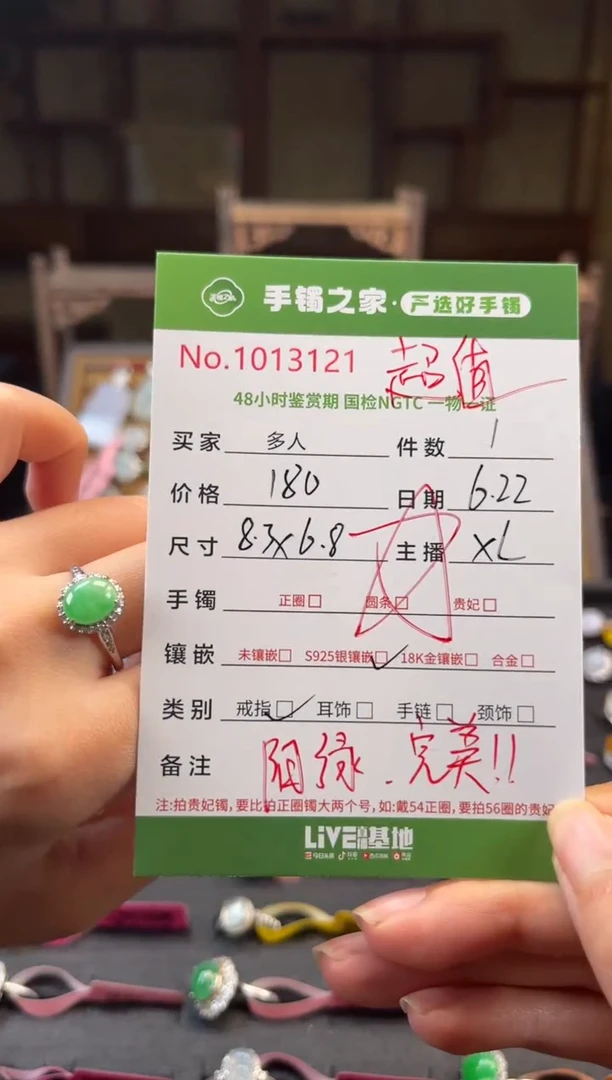 手镯之家·严选好手镯
No.1013121 超值
48小时鉴赏期 国检NGTC 一物一证
买家 多人 件数 1
价格 180 日期 6.22
尺寸 8.3x6.8 主播 XL
手镯 正圈□ 圆条□ 贵妃□
镶嵌 未镶嵌□ S925银镶嵌☑ 18K金镶嵌□ 合金□
类别 戒指☑ 耳饰□ 手链□ 颈饰□
备注 阳绿.完美!!
注:拍贵妃镯,要比拍正圈镯大两个号,如:戴54正圈,要拍56圈的贵妃
LiVE基地